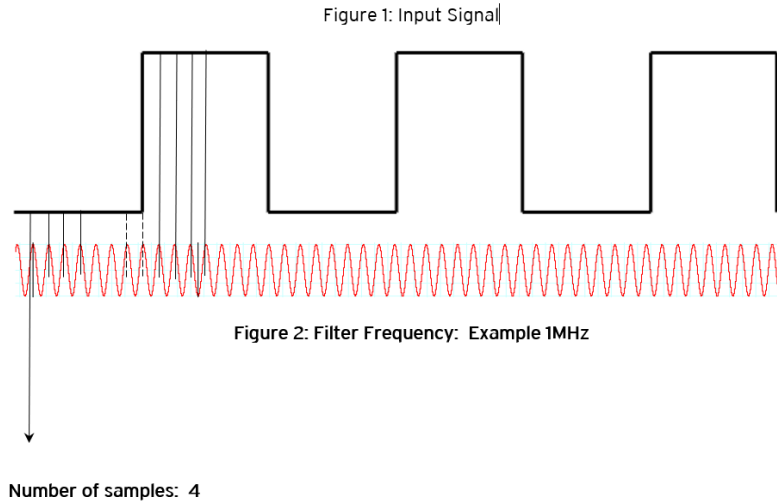 Figure 1: Input Signal
Figure 2: Filter Frequency: Example 1MHz
Number of samples: 4